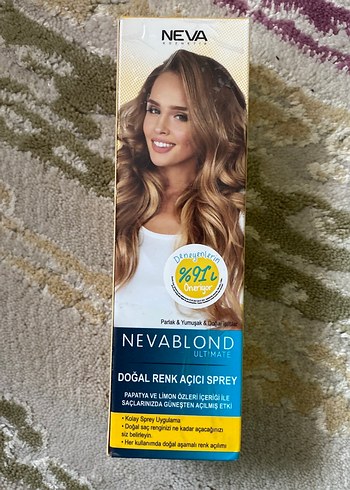 NEVA
KOZMETİK
Deneyenlerin
%91'i
Öneriyor
Parlak & Yumuşak & Doğal
NEVABLOND
ULTIMATE
DOĞAL RENK AÇICI SPREY
PAPATYA VE LİMON ÖZLERİ İÇERİĞİ İLE
SAÇLARINIZDA GÜNEŞTEN AÇILMIŞ ETKİ
• Kolay Sprey Uygulama
• Doğal saç renginizi ne kadar açacağınızı
siz belirleyin.
• Her kullanımda doğal aşamalı renk açılımı